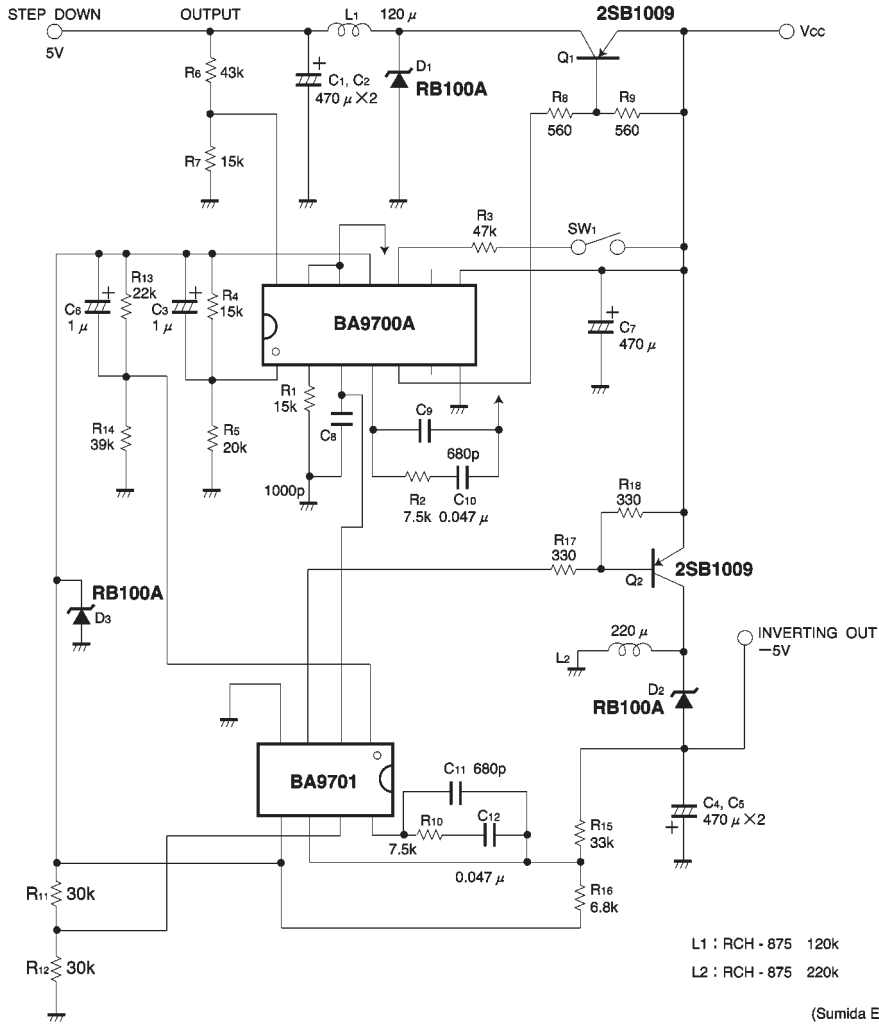 STEP DOWN
OUTPUT
L1 120 μ
2SB1009
5V
VCC
Q1
R6 43k
C1, C2
470 μ×2
D1
RB100A
R8
560
R9
560
R7 15k
R3
47k
SW1
R13
22k
C6
1 μ
C3
1 μ
R4
15k
BA9700A
C7
470 μ
R1
15k
C8
C9
680p
R14
39k
R5
20k
1000p
R2
7.5k
C10
0.047 μ
R18
330
R17
330
Q2
2SB1009
RB100A
D3
220 μ
L2
INVERTING OUT
−5V
D2
RB100A
BA9701
C11 680p
R10
7.5k
C12
0.047 μ
C4, C5
470 μ×2
R15
33k
R16
6.8k
R11 30k
R12 30k
L1 : RCH - 875 120k
L2 : RCH - 875 220k
(Sumida E